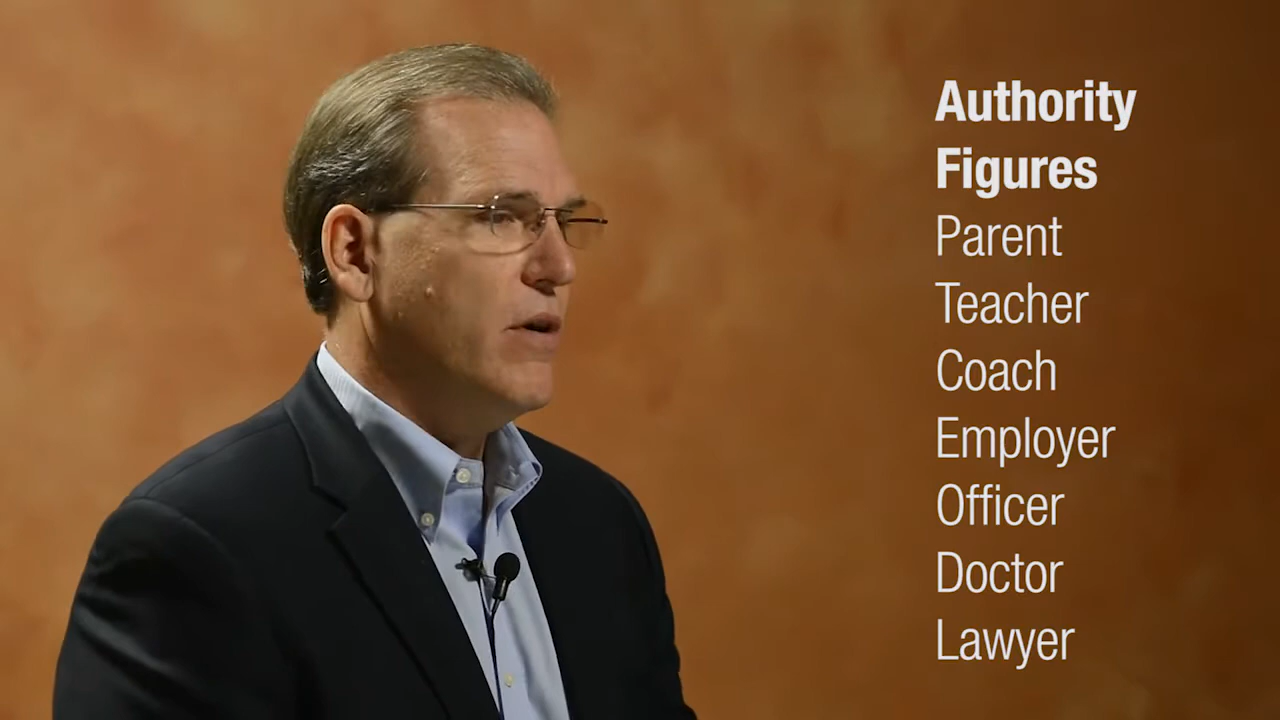 Authority
Figures
Parent
Teacher
Coach
Employer
Officer
Doctor
Lawyer